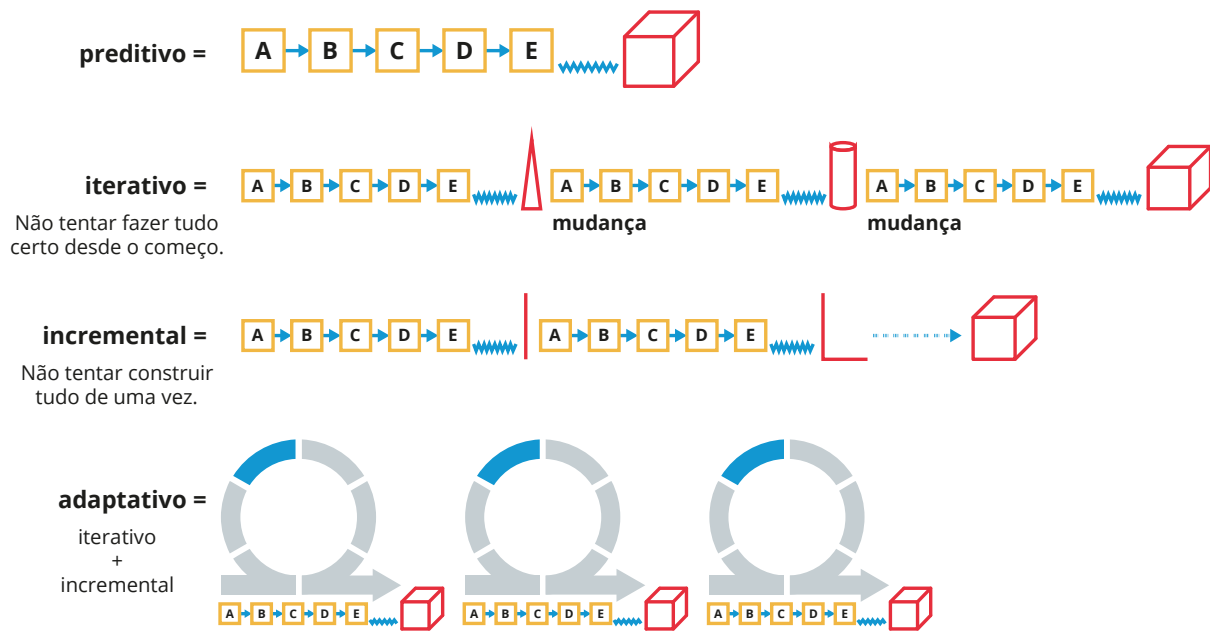 preditivo = A B C D E
iterativo = A B C D E A B C D E A B C D E
mudança mudança
Não tentar fazer tudo
certo desde o começo.
incremental = A B C D E A B C D E
Não tentar construir
tudo de uma vez.
adaptativo =
iterativo
+
incremental
A B C D E A B C D E A B C D E